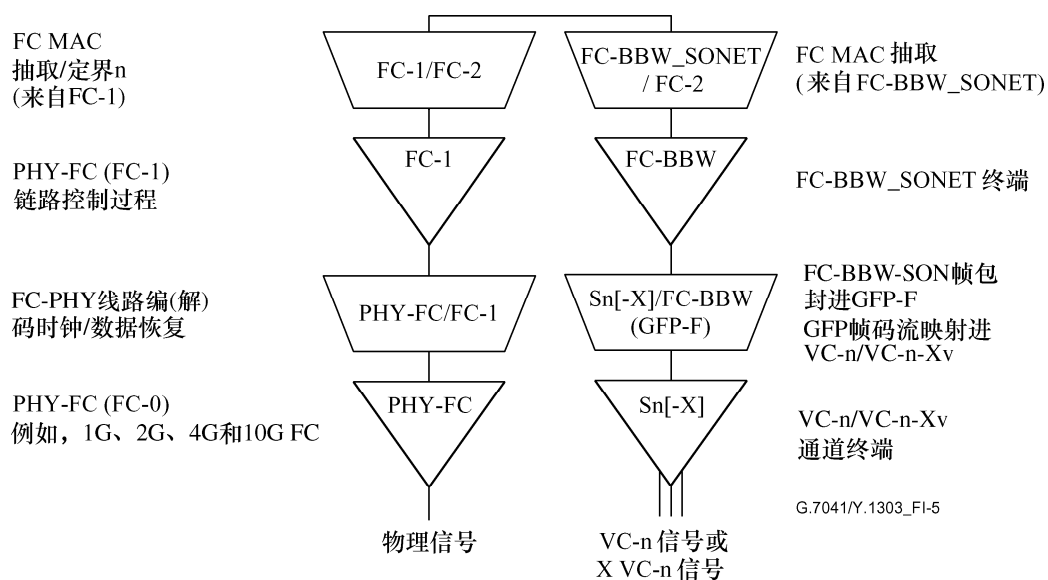 FC MAC
抽取/定界n
(来自FC-1)
FC-1/FC-2
FC-BBW_SONET
/ FC-2
FC MAC 抽取
(来自FC-BBW_SONET)
PHY-FC (FC-1)
链路控制过程
FC-1
FC-BBW
FC-BBW_SONET 终端
FC-PHY线路编(解)
码时钟/数据恢复
PHY-FC/FC-1
Sn[-X]/FC-BBW
(GFP-F)
FC-BBW-SON帧包
封进GFP-F
GFP帧码流映射进
VC-n/VC-n-Xv
PHY-FC (FC-0)
例如，1G、2G、4G和10G FC
PHY-FC
Sn[-X]
VC-n/VC-n-Xv
通道终端
G.7041/Y.1303_FI-5
物理信号
VC-n 信号或
X VC-n 信号